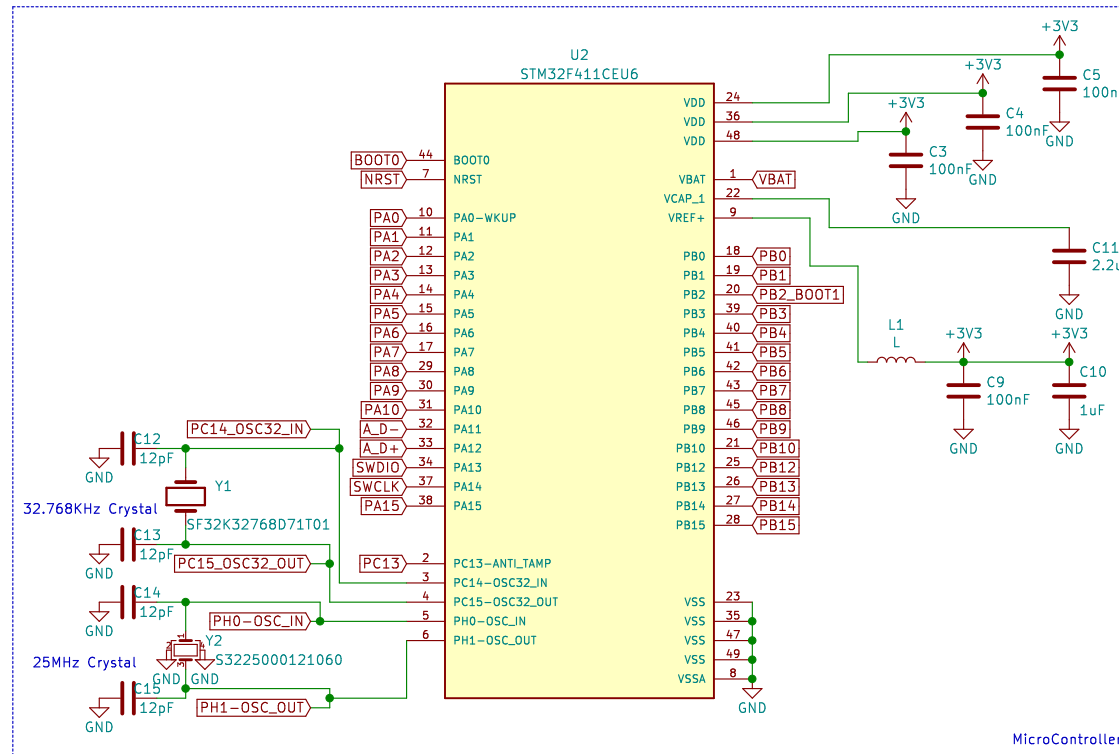 U2
STM32F411CEU6
+3V3
C5
100n
GND
+3V3
C4
100nF
GND
+3V3
C3
100nF
GND
VDD 24
VDD 36
VDD 48
BOOT0 44 BOOT0
NRST 7 NRST
VBAT 1 VBAT
VCAP_1 22
VREF+ 9
PA0 10 PA0-WKUP
PA1 11 PA1
PA2 12 PA2
PA3 13 PA3
PA4 14 PA4
PA5 15 PA5
PA6 16 PA6
PA7 17 PA7
PA8 29 PA8
PA9 30 PA9
PA10 31 PA10
A_D- 32 PA11
A_D+ 33 PA12
SWDIO 34 PA13
SWCLK 37 PA14
PA15 38 PA15
PB0 18 PB0
PB1 19 PB1
PB2 20 PB2_BOOT1
PB3 39 PB3
PB4 40 PB4
PB5 41 PB5
PB6 42 PB6
PB7 43 PB7
PB8 45 PB8
PB9 46 PB9
PB10 21 PB10
PB12 25 PB12
PB13 26 PB13
PB14 27 PB14
PB15 28 PB15
C11
2.2u
GND
L1
L
+3V3
C9
100nF
GND
+3V3
C10
1uF
GND
PC14_OSC32_IN
C12
12pF
GND
Y1
32.768KHz Crystal
SF32K32768D71T01
C13
12pF
GND
PC15_OSC32_OUT
PC13 2 PC13-ANTI_TAMP
3 PC14-OSC32_IN
4 PC15-OSC32_OUT
5 PH0-OSC_IN
6 PH1-OSC_OUT
C14
12pF
GND
PH0-OSC_IN
1
2
3
4
Y2
25MHz Crystal
S3225000121060
GND GND
C15
12pF
GND
PH1-OSC_OUT
VSS 23
VSS 35
VSS 47
VSS 49
VSSA 8
GND
MicroController